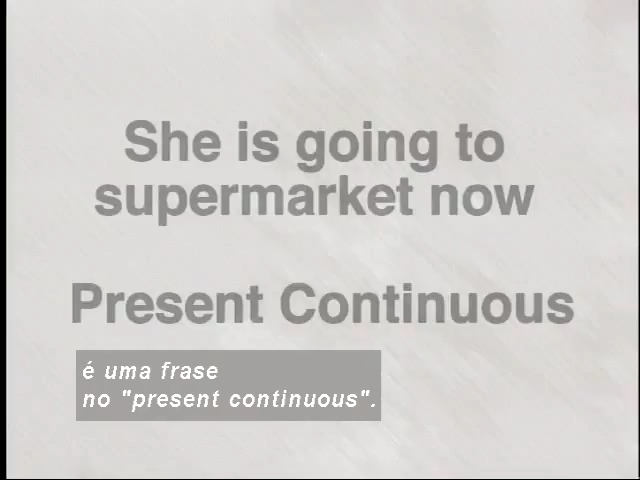 She is going to
supermarket now
Present Continuous
é uma frase
no "present continuous".